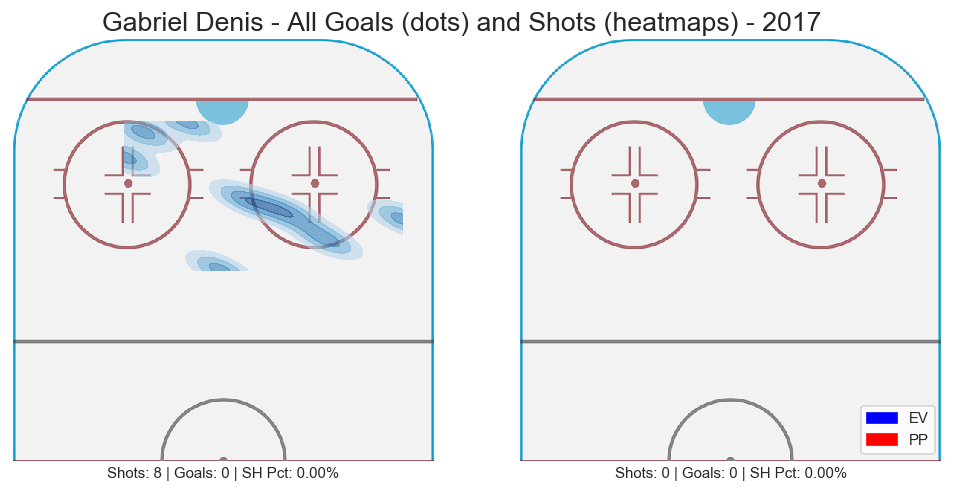 Gabriel Denis - All Goals (dots) and Shots (heatmaps) - 2017
EV
PP
Shots: 8 | Goals: 0 | SH Pct: 0.00%
Shots: 0 | Goals: 0 | SH Pct: 0.00%